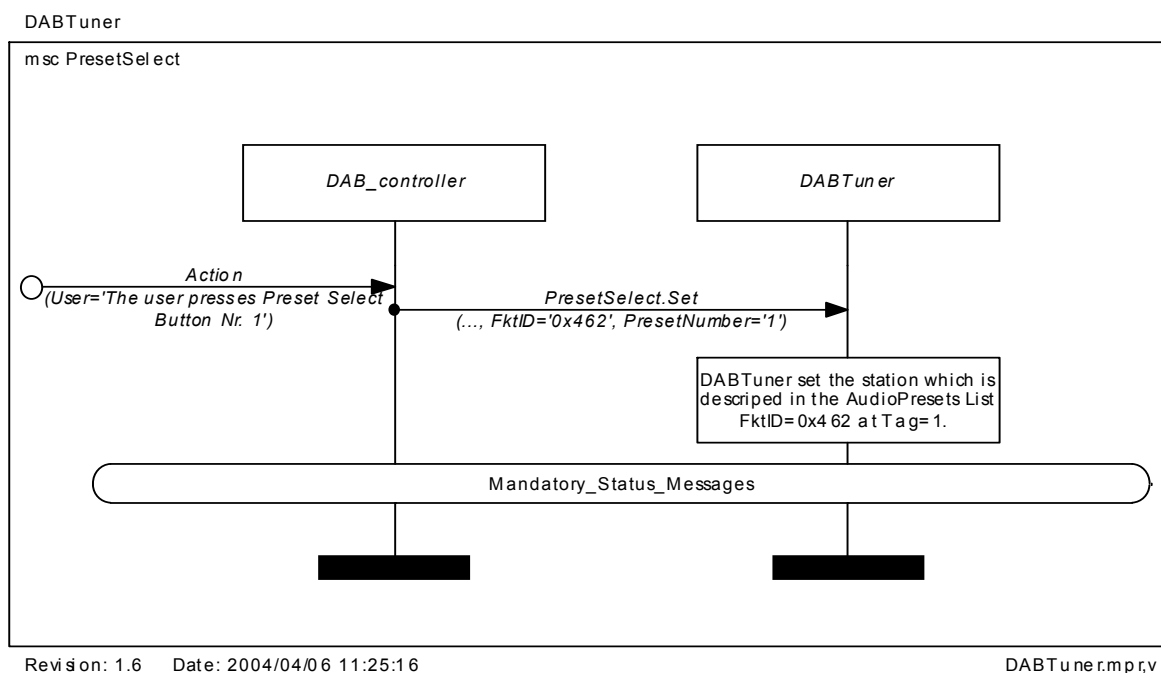 DABTuner
msc PresetSelect
DAB_controller
DABTuner
Action
(User='The user presses Preset Select
Button Nr. 1')
PresetSelect.Set
(..., FktID='0x462', PresetNumber='1')
DABTuner set the station which is
descriped in the AudioPresets List
FktID=0x462 at Tag=1.
Mandatory_Status_Messages
Revision: 1.6 Date: 2004/04/06 11:25:16
DABTuner.mpr,v